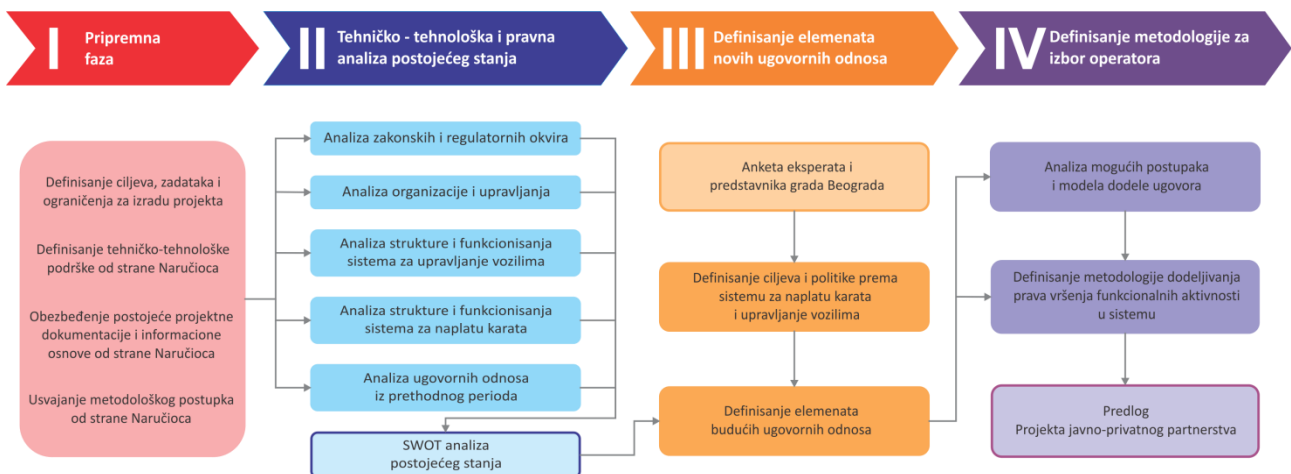 I
Pripremna
faza
II
Tehničko - tehnološka i pravna
analiza postojećeg stanja
III
Definisanje elemenata
novih ugovornih odnosa
IV
Definisanje metodologije za
izbor operatora
Definisanje ciljeva, zadataka i
ograničenja za izradu projekta
Definisanje tehničko-tehnološke
podrške od strane Naručioca
Obezbeđenje postojeće projektne
dokumentacije i informacione
osnove od strane Naručioca
Usvajanje metodološkog postupka
od strane Naručioca
Analiza zakonskih i regulatornih okvira
Analiza organizacije i upravljanja
Analiza strukture i funkcionisanja
sistema za upravljanje vozilima
Analiza strukture i funkcionisanja
sistema za naplatu karata
Analiza ugovornih odnosa
iz prethodnog perioda
SWOT analiza
postojećeg stanja
Anketa eksperata i
predstavnika grada Beograda
Definisanje ciljeva i politike prema
sistemu za naplatu karata
i upravljanje vozilima
Definisanje elemenata
budućih ugovornih odnosa
Analiza mogućih postupaka
i modela dodele ugovora
Definisanje metodologije dodeljivanja
prava vršenja funkcionalnih aktivnosti
u sistemu
Predlog
Projekta javno-privatnog partnerstva